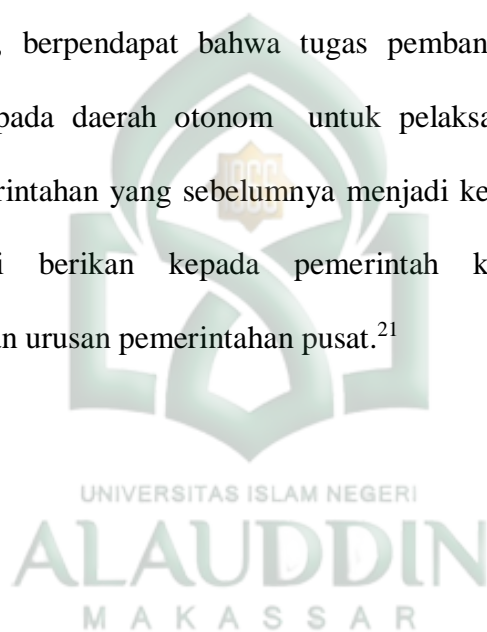 , berpendapat bahwa tugas pemban
pada daerah otonom untuk pelaksa
rintahan yang sebelumnya menjadi ke
i berikan kepada pemerintah k
n urusan pemerintahan pusat.21
UNIVERSITAS ISLAM NEGERI
ALAUDDIN
MAKASSAR